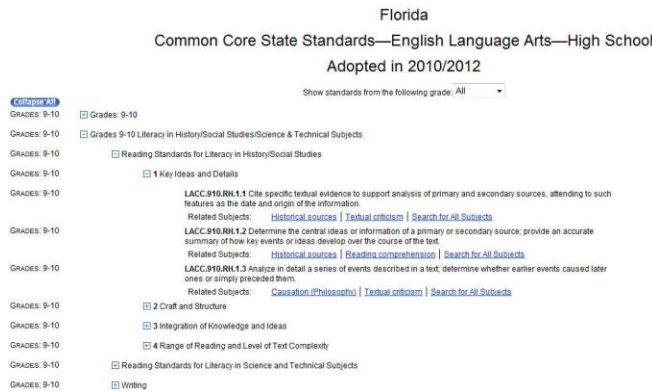 Florida
Common Core State Standards—English Language Arts—High School
Adopted in 2010/2012
Show standards from the following grade: All
Collapse All
GRADES: 9-10 Grades: 9-10
GRADES: 9-10 Grades 9-10 Literacy in History/Social Studies/Science & Technical Subjects
GRADES: 9-10 Reading Standards for Literacy in History/Social Studies
GRADES: 9-10 1 Key Ideas and Details
GRADES: 9-10 LACC.910.RH.1.1 Cite specific textual evidence to support analysis of primary and secondary sources, attending to such
features as the date and origin of the information.
Related Subjects: Historical sources | Textual criticism | Search for All Subjects
GRADES: 9-10 LACC.910.RH.1.2 Determine the central ideas or information of a primary or secondary source; provide an accurate
summary of how key events or ideas develop over the course of the text.
Related Subjects: Historical sources | Reading comprehension | Search for All Subjects
GRADES: 9-10 LACC.910.RH.1.3 Analyze in detail a series of events described in a text; determine whether earlier events caused later
ones or simply preceded them.
Related Subjects: Causation (Philosophy) | Textual criticism | Search for All Subjects
GRADES: 9-10 2 Craft and Structure
GRADES: 9-10 3 Integration of Knowledge and Ideas
GRADES: 9-10 4 Range of Reading and Level of Text Complexity
GRADES: 9-10 Reading Standards for Literacy in Science and Technical Subjects
GRADES: 9-10 Writing